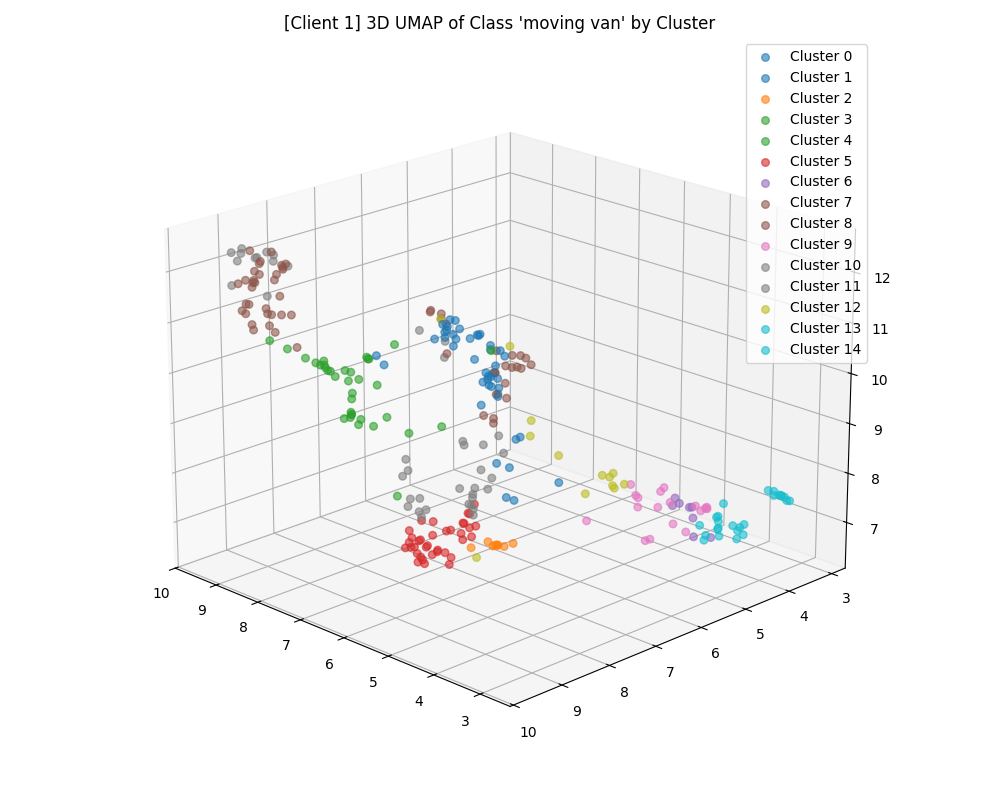 [Client 1] 3D UMAP of Class 'moving van' by Cluster
Cluster 0
Cluster 1
Cluster 2
Cluster 3
Cluster 4
Cluster 5
Cluster 6
Cluster 7
Cluster 8
Cluster 9
Cluster 10
Cluster 11
Cluster 12
Cluster 13
Cluster 14
12
11
10
9
8
7
10
9
8
7
6
5
4
3
10
9
8
7
6
5
4
3